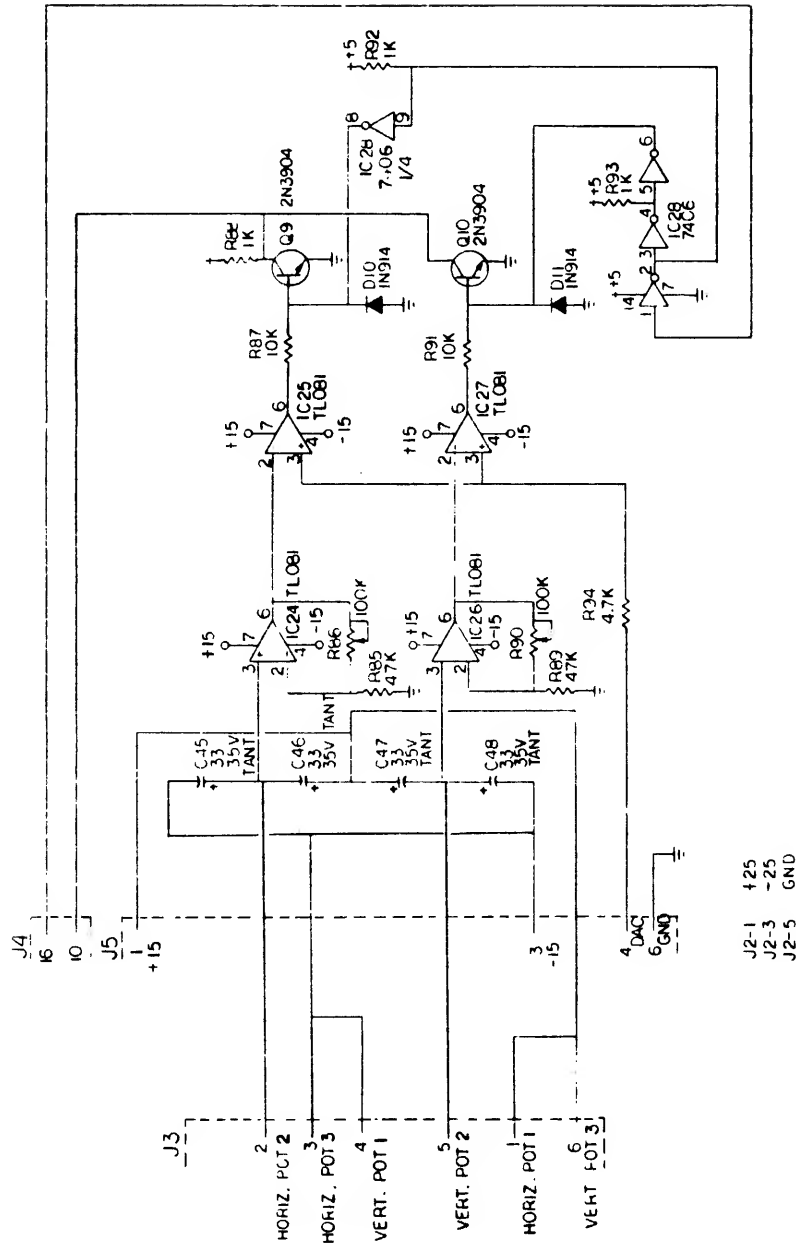 J4
16
10
J5
1
+15
3
-15
4 DAC
6 GND
J3
2
HORIZ. POT 2
3
HORIZ. POT 3
4
VERT. POT 1
5
VERT. POT 2
1
HORIZ. POT 1
6
VERT POT 3
C45
33
35V
TANT
C46
33
35V
TANT
C47
33
35V
TANT
C48
33
35V
TANT
+15
7
3
+
2
6
4
-15
IC24 TL081
R86
100K
R85
47K
+15
7
3
2
6
4
-15
IC26 TL081
R90
100K
R89
47K
R94
4.7K
+15
7
2
3
+
6
4
-15
IC25
TL081
R87
10K
+15
7
2
3
+
6
4
-15
IC27
TL081
R91
10K
1K
Q9
2N3904
D10
1N914
Q10
2N3904
D11
1N914
+5
R92
1K
8
9
IC28
1/4
+5
R93
1K
+5
14
1
2
7
3
4
5
6
IC28
J2-1 +25
J2-3 -25
J2-5 GND